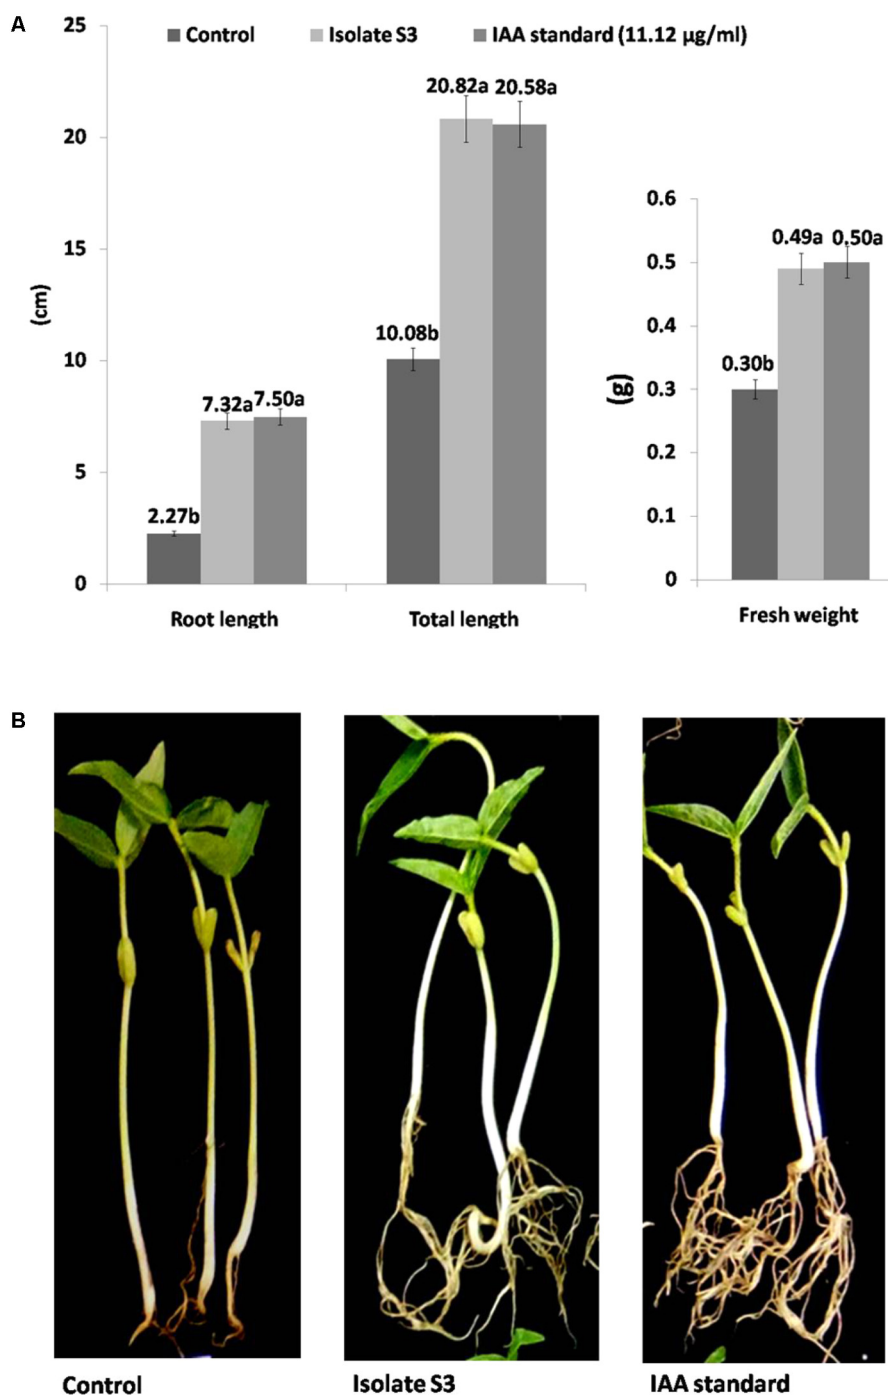 A
25
Control Isolate S3 IAA standard (11.12 µg/ml)
20.82a 20.58a
20
0.6
0.49a 0.50a
15
0.5
(cm)
10.08b
0.4
10
0.30b
7.32a 7.50a
(g)
0.3
5
0.2
2.27b
0.1
0
0
Root length Total length
Fresh weight
B
Control Isolate S3 IAA standard